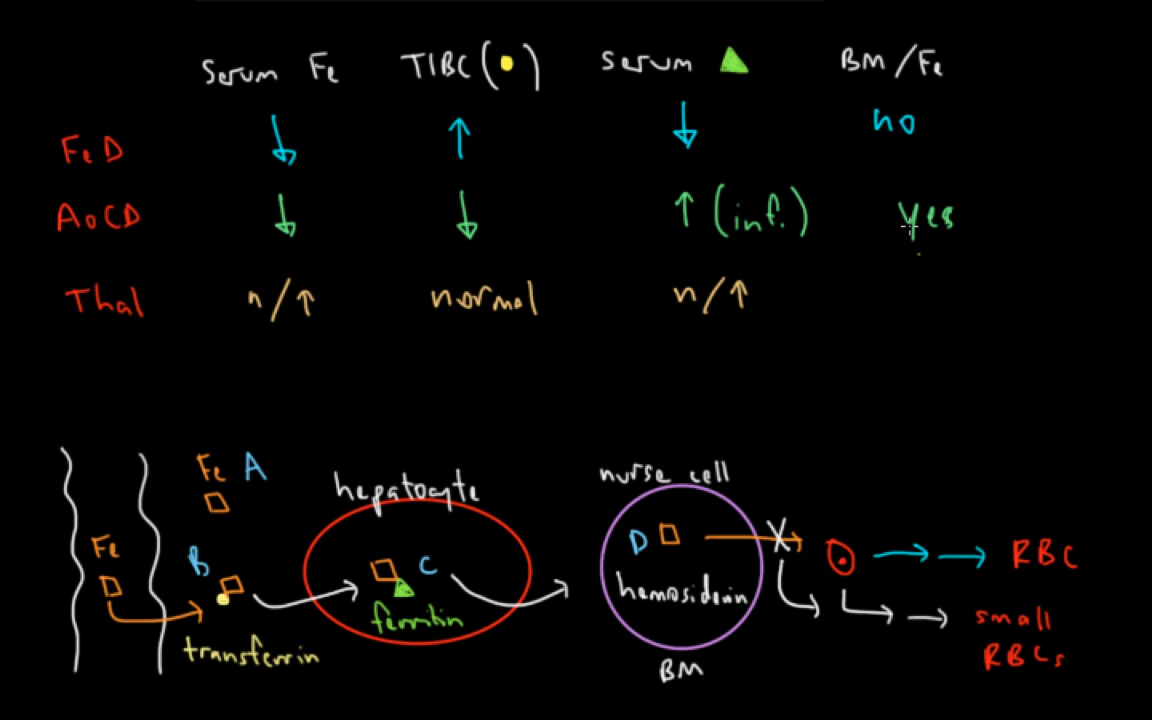 Serum Fe TIBC ( ) serum BM/Fe
FeD ↓ ↑ ↓ no
AoCD ↓ ↓ ↑ (inf.) yes
Thal n/↑ normal n/↑
Fe A
hepatocyte
nurse cell
Fe
B
C
D
→ → RBC
ferritin
hemosiderin
small
RBCs
transferrin
BM